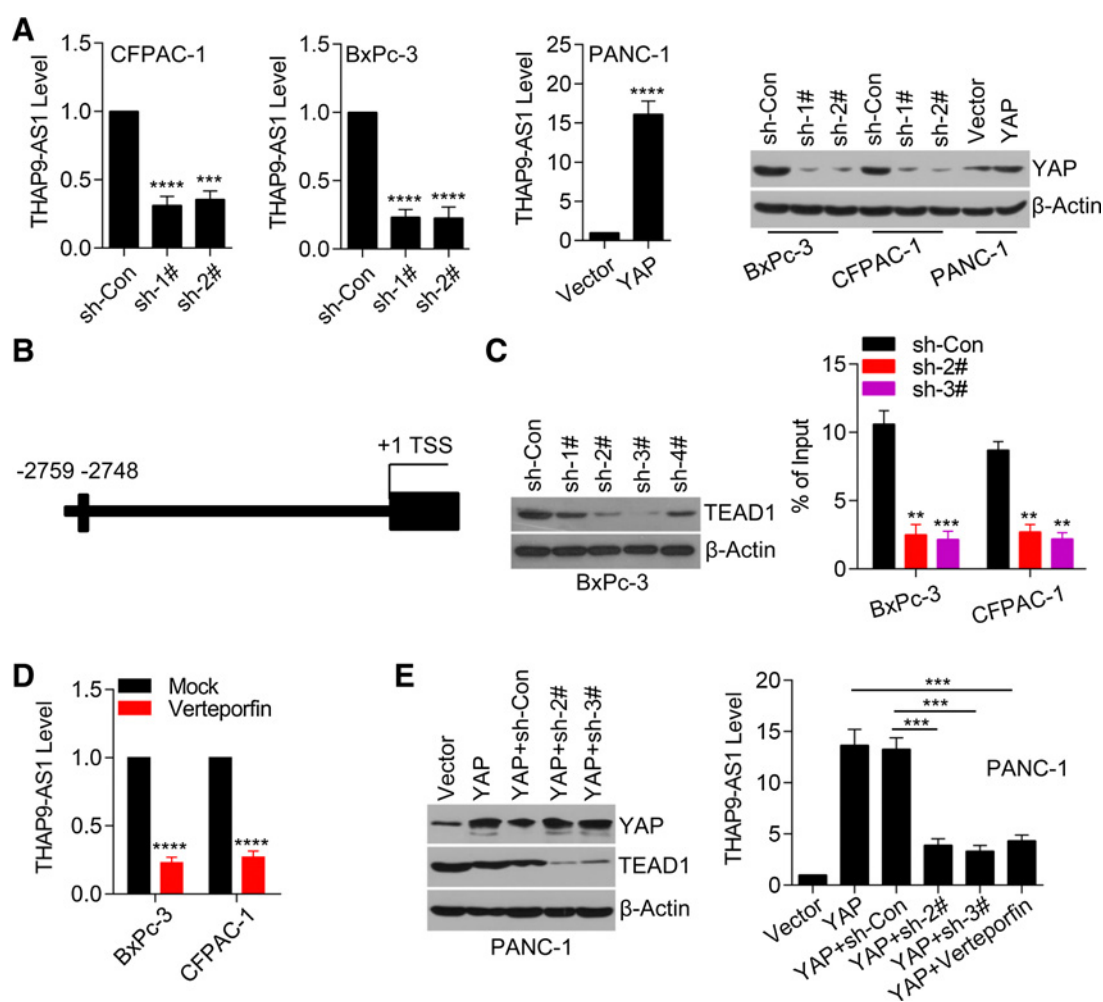 A
THAP9-AS1 Level
1.5
1.0
0.5
0.0
CFPAC-1
****
***
sh-Con
sh-1#
sh-2#
THAP9-AS1 Level
1.5
1.0
0.5
0.0
BxPc-3
****
****
sh-Con
sh-1#
sh-2#
THAP9-AS1 Level
25
20
15
10
5
0
PANC-1
****
Vector
YAP
sh-Con
sh-1#
sh-2#
sh-Con
sh-1#
sh-2#
Vector
YAP
YAP
β-Actin
BxPc-3
CFPAC-1
PANC-1
B
-2759 -2748
+1 TSS
C
sh-Con
sh-1#
sh-2#
sh-3#
sh-4#
TEAD1
β-Actin
BxPc-3
sh-Con
sh-2#
sh-3#
% of Input
15
10
5
0
**
***
**
**
BxPc-3
CFPAC-1
D
THAP9-AS1 Level
1.5
1.0
0.5
0.0
Mock
Verteporfin
****
****
BxPc-3
CFPAC-1
E
Vector
YAP
YAP+sh-Con
YAP+sh-2#
YAP+sh-3#
YAP
TEAD1
β-Actin
PANC-1
THAP9-AS1 Level
20
15
10
5
0
***
***
***
PANC-1
Vector
YAP
YAP+sh-Con
YAP+sh-2#
YAP+sh-3#
YAP+Verteporfin